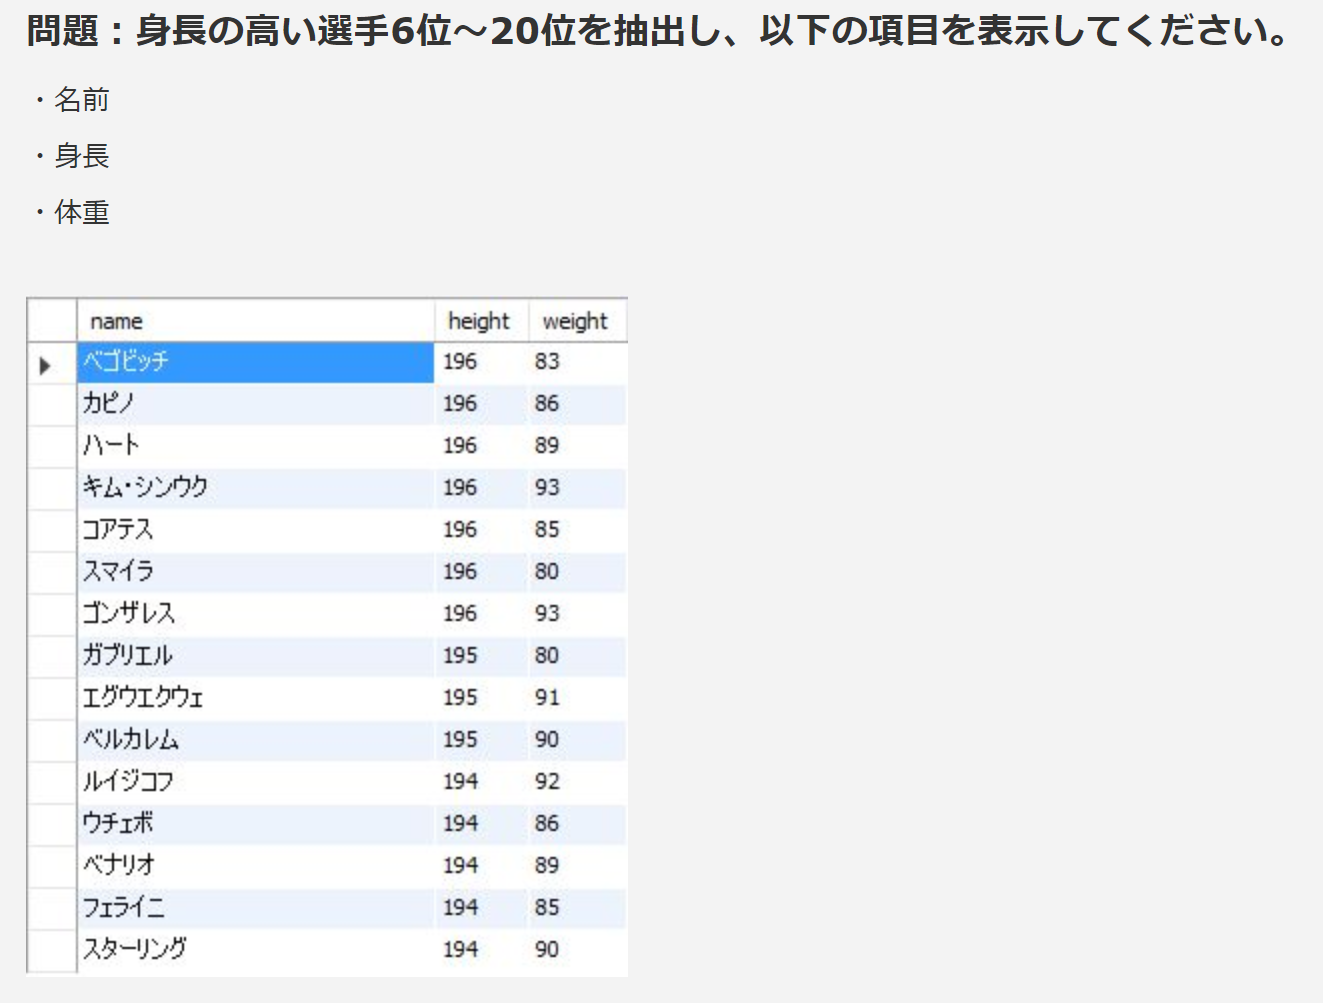 問題：身長の高い選手6位～20位を抽出し、以下の項目を表示してください。
・名前
・身長
・体重
name height weight
ベゴビッチ 196 83
カピノ 196 86
ハート 196 89
キム・シンウク 196 93
コアテス 196 85
スマイラ 196 80
ゴンザレス 196 93
ガブリエル 195 80
エグウエクウェ 195 91
ベルカレム 195 90
ルイジコフ 194 92
ウチェボ 194 86
ベナリオ 194 89
フェライニ 194 85
スターリング 194 90